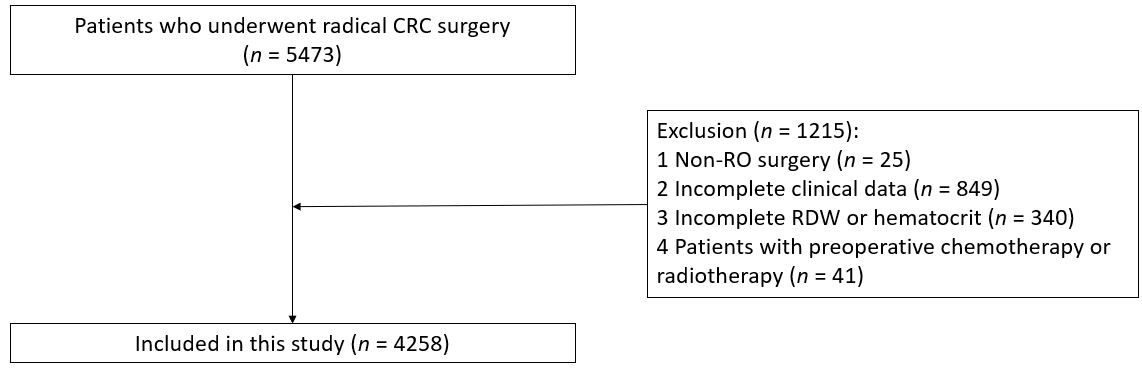 Patients who underwent radical CRC surgery
(n = 5473)
Exclusion (n = 1215):
1 Non-RO surgery (n = 25)
2 Incomplete clinical data (n = 849)
3 Incomplete RDW or hematocrit (n = 340)
4 Patients with preoperative chemotherapy or
radiotherapy (n = 41)
Included in this study (n = 4258)